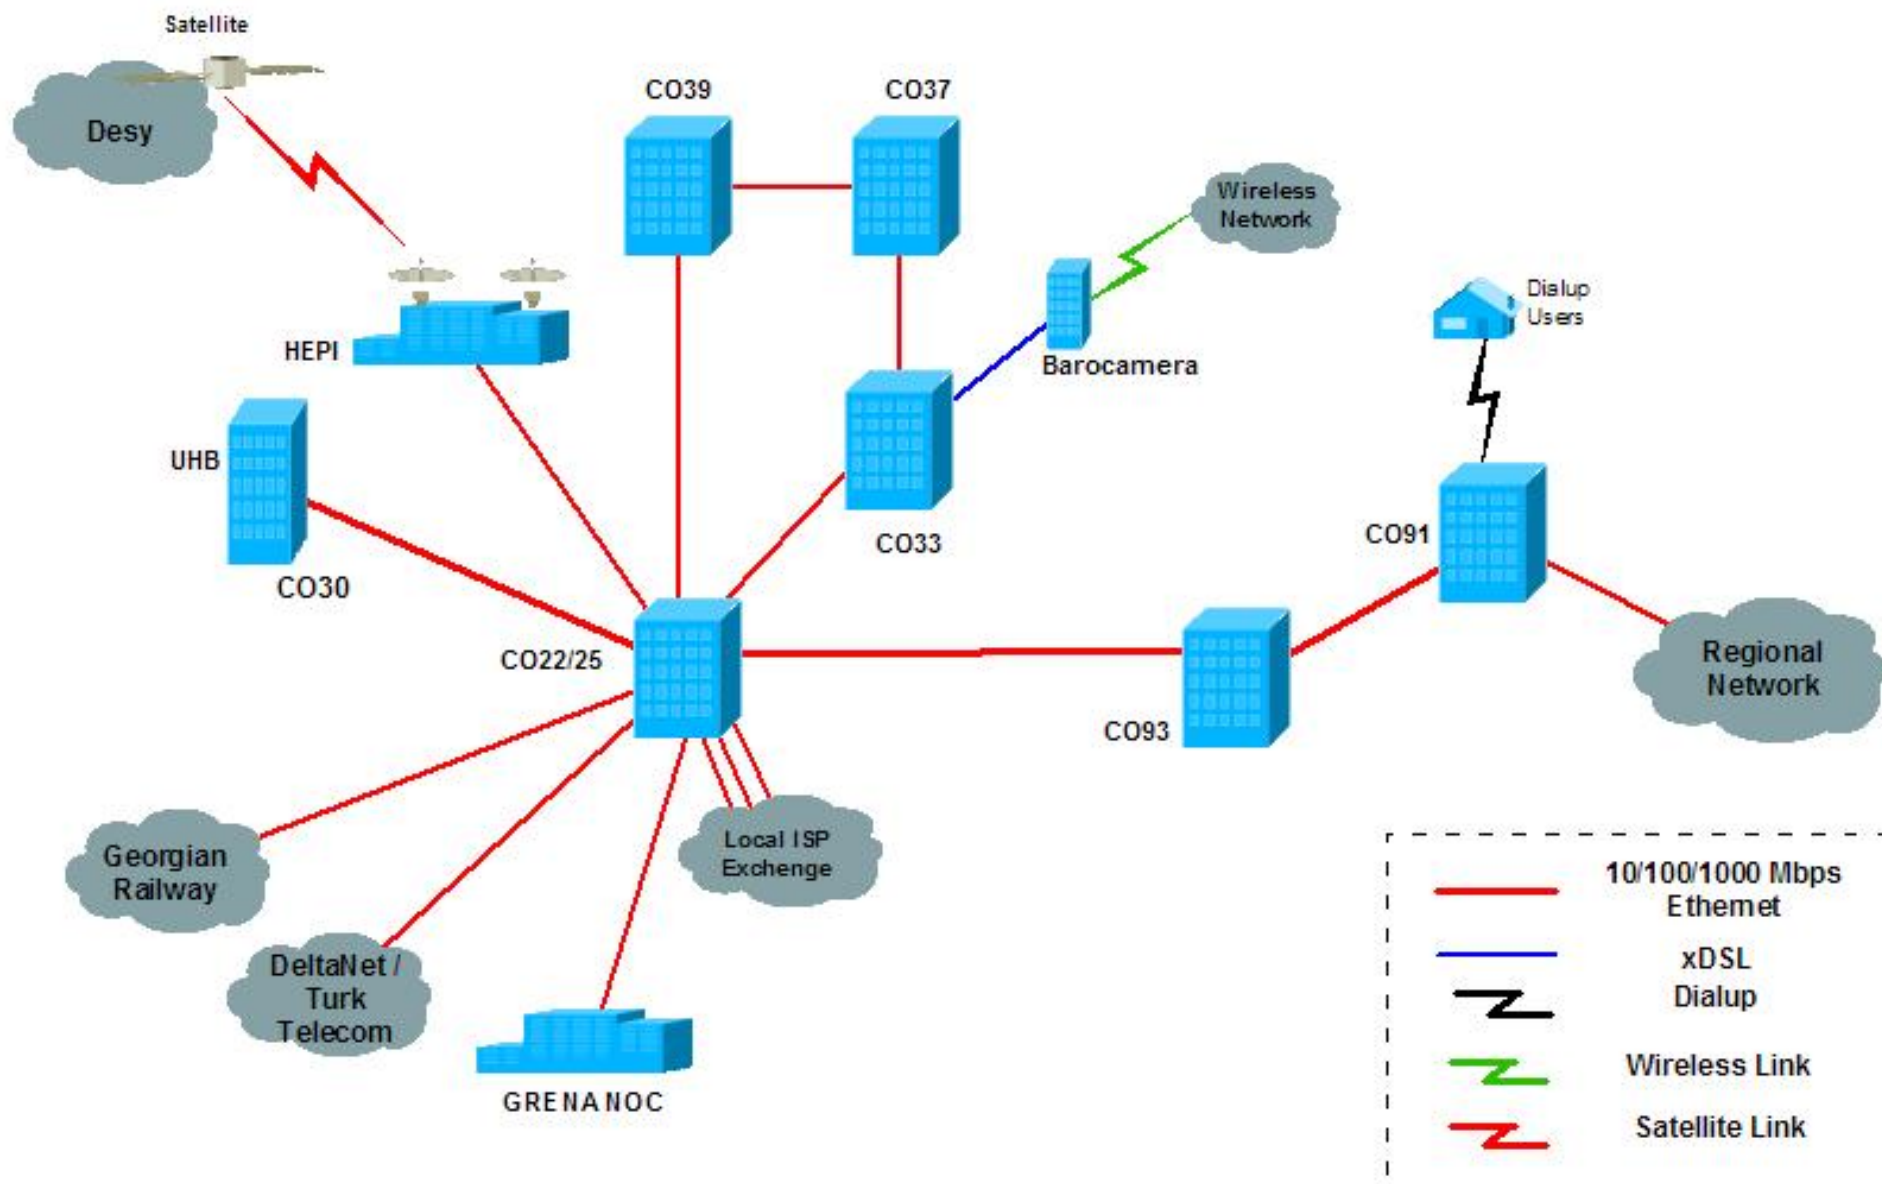 Satellite
Desy
CO39
CO37
Wireless
Network
Dialup
Users
HEPI
Barocamera
UHB
CO33
CO91
CO30
CO22/25
Regional
Network
CO93
Georgian
Railway
Local ISP
Exchenge
10/100/1000 Mbps
Ethernet
DeltaNet /
Turk
Telecom
xDSL
Dialup
GRENA NOC
Wireless Link
Satellite Link